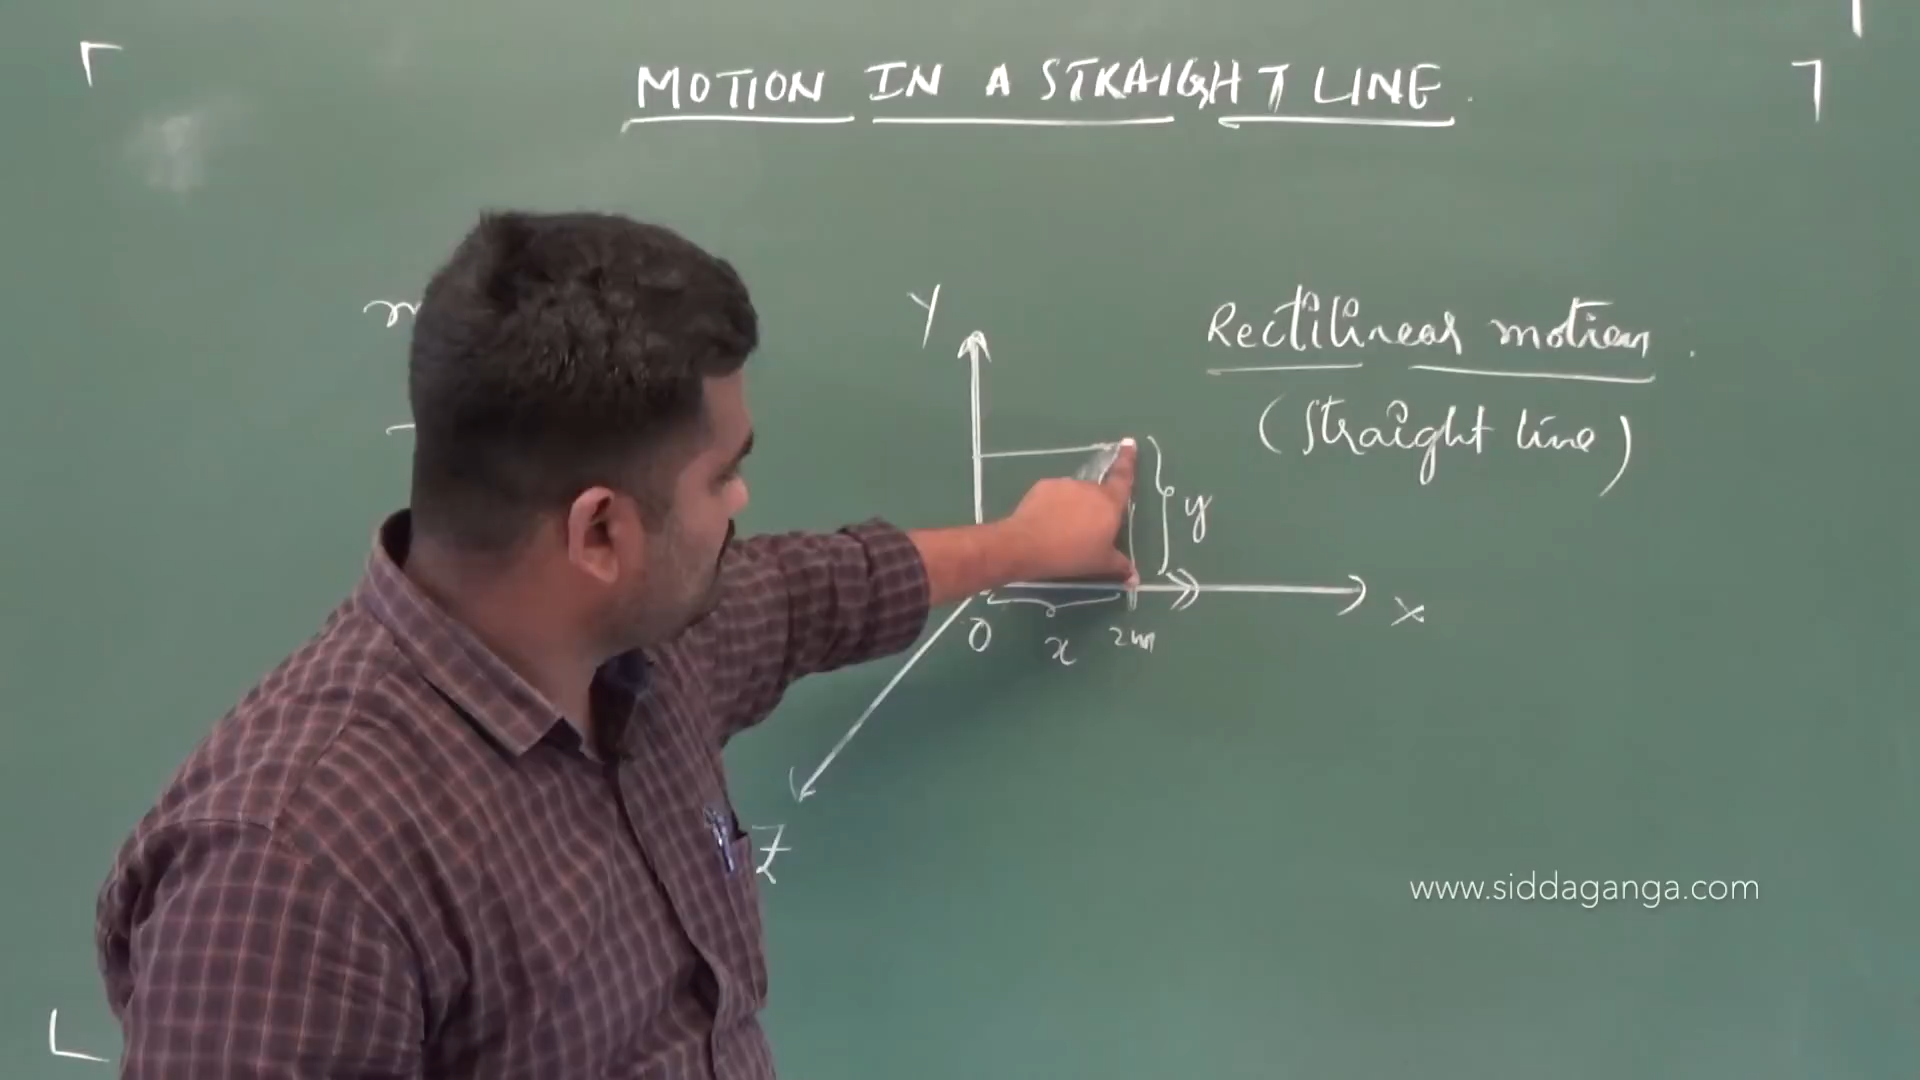 MOTION IN A STRAIGHT LINE.
Y
Rectilinear motion.
(Straight line)
y
x
O
x
2m
Z
www.siddaganga.com